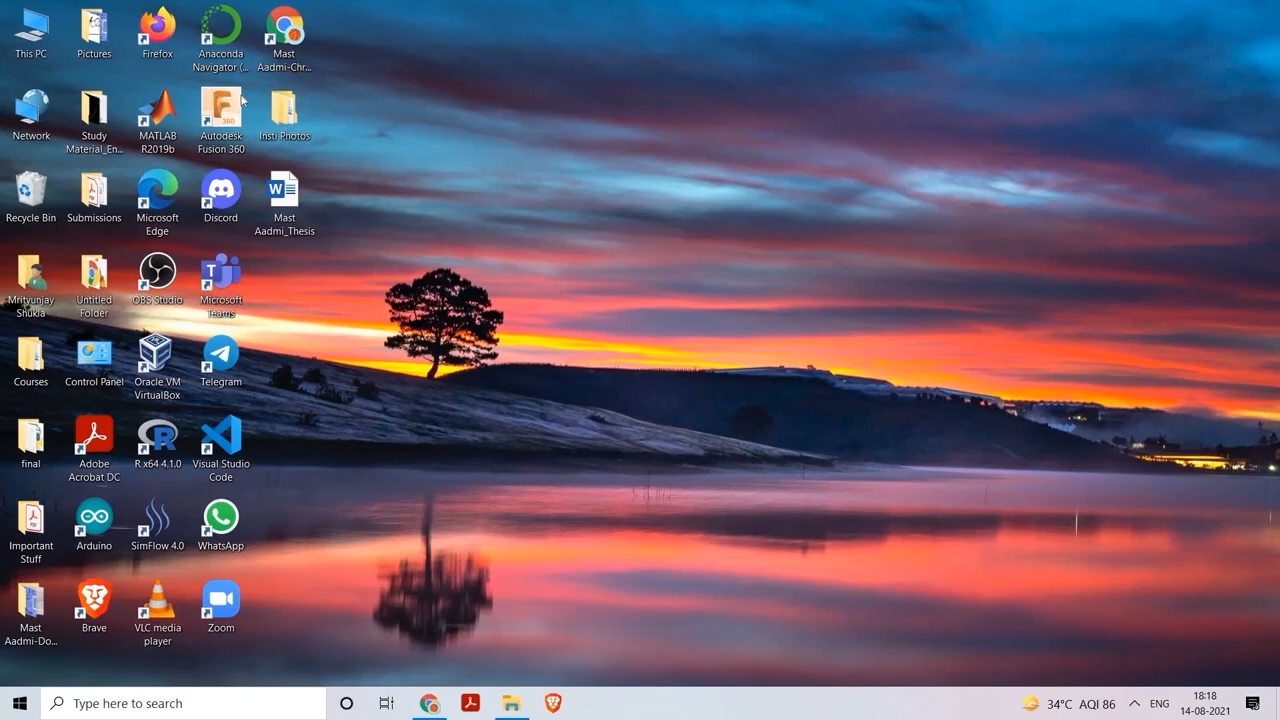 This PC
Pictures
Firefox
Anaconda
Navigator (...
Mast
Aadmi-Chr...
Network
Study
Material_En...
MATLAB
R2019b
360
Autodesk
Fusion 360
Insti Photos
Recycle Bin
Submissions
Microsoft
Edge
Discord
Mast
Aadmi_Thesis
Mrityunjay
Shukla
Untitled
Folder
OBS Studio
Microsoft
Teams
Courses
Control Panel
Oracle VM
VirtualBox
Telegram
final
Adobe
Acrobat DC
R x64 4.1.0
Visual Studio
Code
Important
Stuff
Arduino
SimFlow 4.0
WhatsApp
Mast
Aadmi-Do...
Brave
VLC media
player
Zoom
Type here to search
34°C AQI 86
ENG
18:18
14-08-2021